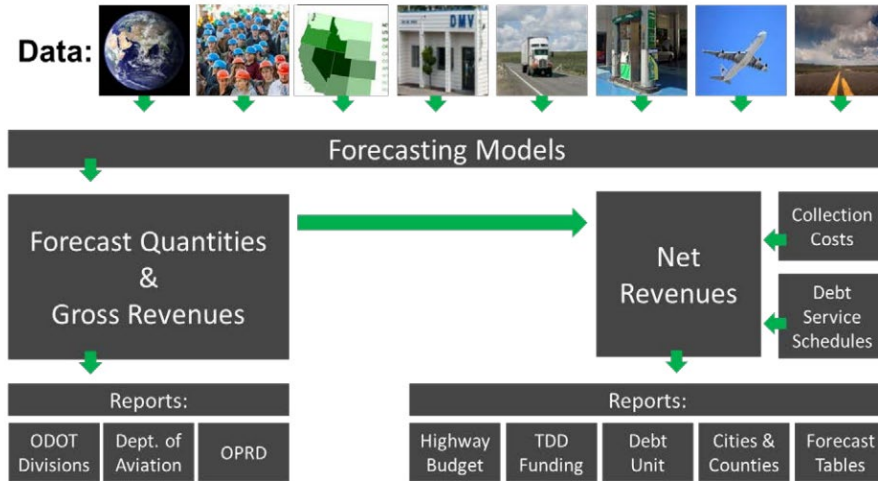 Data:
DMV
Forecasting Models
Forecast Quantities
&
Gross Revenues
Net
Revenues
Collection
Costs
Debt
Service
Schedules
Reports:
ODOT
Divisions
Dept. of
Aviation
OPRD
Reports:
Highway
Budget
TDD
Funding
Debt
Unit
Cities &
Counties
Forecast
Tables